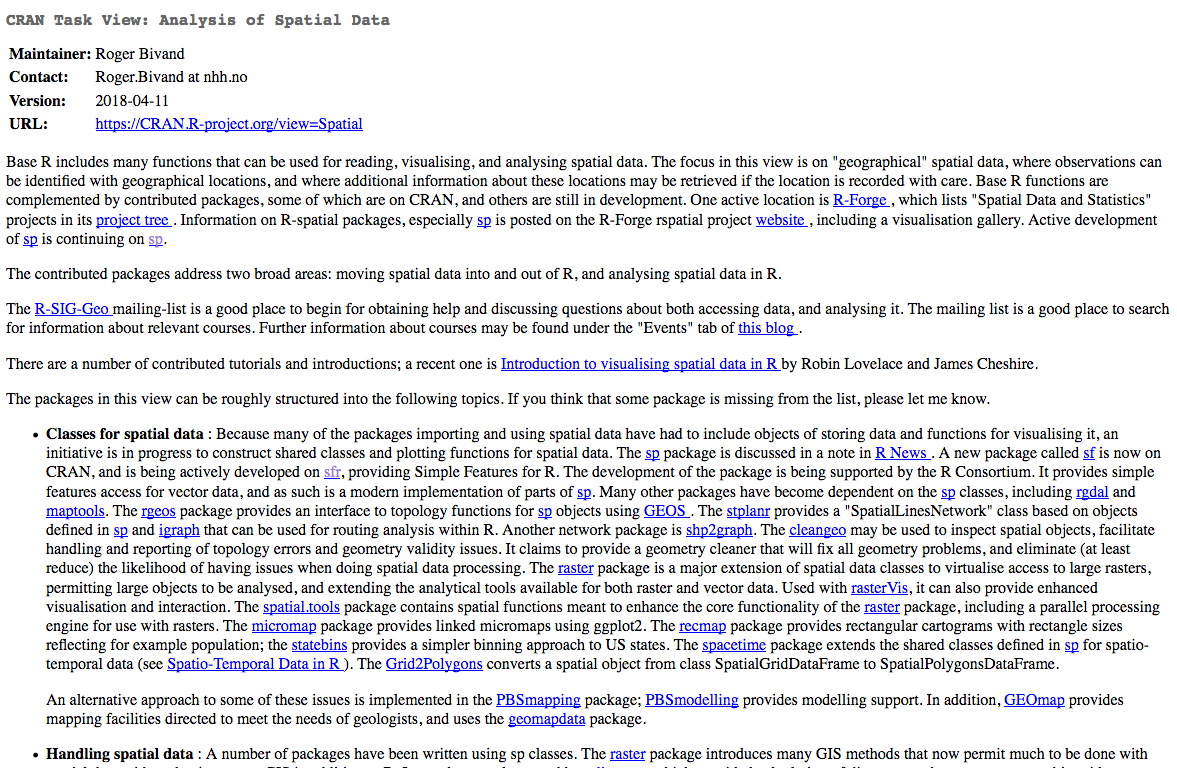 CRAN Task View: Analysis of Spatial Data
Maintainer: Roger Bivand
Contact: Roger.Bivand at nhh.no
Version: 2018-04-11
URL: https://CRAN.R-project.org/view=Spatial
Base R includes many functions that can be used for reading, visualising, and analysing spatial data. The focus in this view is on "geographical" spatial data, where observations can
be identified with geographical locations, and where additional information about these locations may be retrieved if the location is recorded with care. Base R functions are
complemented by contributed packages, some of which are on CRAN, and others are still in development. One active location is R-Forge , which lists "Spatial Data and Statistics"
projects in its project tree . Information on R-spatial packages, especially sp is posted on the R-Forge rspatial project website , including a visualisation gallery. Active development
of sp is continuing on sp.
The contributed packages address two broad areas: moving spatial data into and out of R, and analysing spatial data in R.
The R-SIG-Geo mailing-list is a good place to begin for obtaining help and discussing questions about both accessing data, and analysing it. The mailing list is a good place to search
for information about relevant courses. Further information about courses may be found under the "Events" tab of this blog .
There are a number of contributed tutorials and introductions; a recent one is Introduction to visualising spatial data in R by Robin Lovelace and James Cheshire.
The packages in this view can be roughly structured into the following topics. If you think that some package is missing from the list, please let me know.
• Classes for spatial data : Because many of the packages importing and using spatial data have had to include objects of storing data and functions for visualising it, an
initiative is in progress to construct shared classes and plotting functions for spatial data. The sp package is discussed in a note in R News . A new package called sf is now on
CRAN, and is being actively developed on sfr, providing Simple Features for R. The development of the package is being supported by the R Consortium. It provides simple
features access for vector data, and as such is a modern implementation of parts of sp. Many other packages have become dependent on the sp classes, including rgdal and
maptools. The rgeos package provides an interface to topology functions for sp objects using GEOS . The stplanr provides a "SpatialLinesNetwork" class based on objects
defined in sp and igraph that can be used for routing analysis within R. Another network package is shp2graph. The cleangeo may be used to inspect spatial objects, facilitate
handling and reporting of topology errors and geometry validity issues. It claims to provide a geometry cleaner that will fix all geometry problems, and eliminate (at least
reduce) the likelihood of having issues when doing spatial data processing. The raster package is a major extension of spatial data classes to virtualise access to large rasters,
permitting large objects to be analysed, and extending the analytical tools available for both raster and vector data. Used with rasterVis, it can also provide enhanced
visualisation and interaction. The spatial.tools package contains spatial functions meant to enhance the core functionality of the raster package, including a parallel processing
engine for use with rasters. The micromap package provides linked micromaps using ggplot2. The recmap package provides rectangular cartograms with rectangle sizes
reflecting for example population; the statebins provides a simpler binning approach to US states. The spacetime package extends the shared classes defined in sp for spatio-
temporal data (see Spatio-Temporal Data in R ). The Grid2Polygons converts a spatial object from class SpatialGridDataFrame to SpatialPolygonsDataFrame.
An alternative approach to some of these issues is implemented in the PBSmapping package; PBSmodelling provides modelling support. In addition, GEOmap provides
mapping facilities directed to meet the needs of geologists, and uses the geomapdata package.
• Handling spatial data : A number of packages have been written using sp classes. The raster package introduces many GIS methods that now permit much to be done with